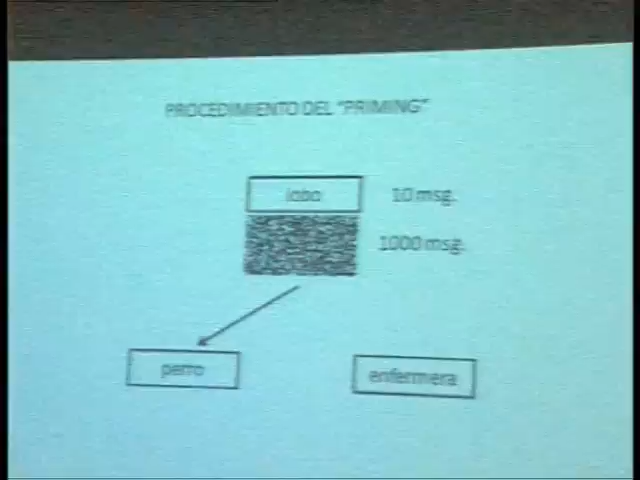 PROCEDIMIENTO DEL "PRIMING"
lobo
10 msg.
1000 msg.
perro
enfermera